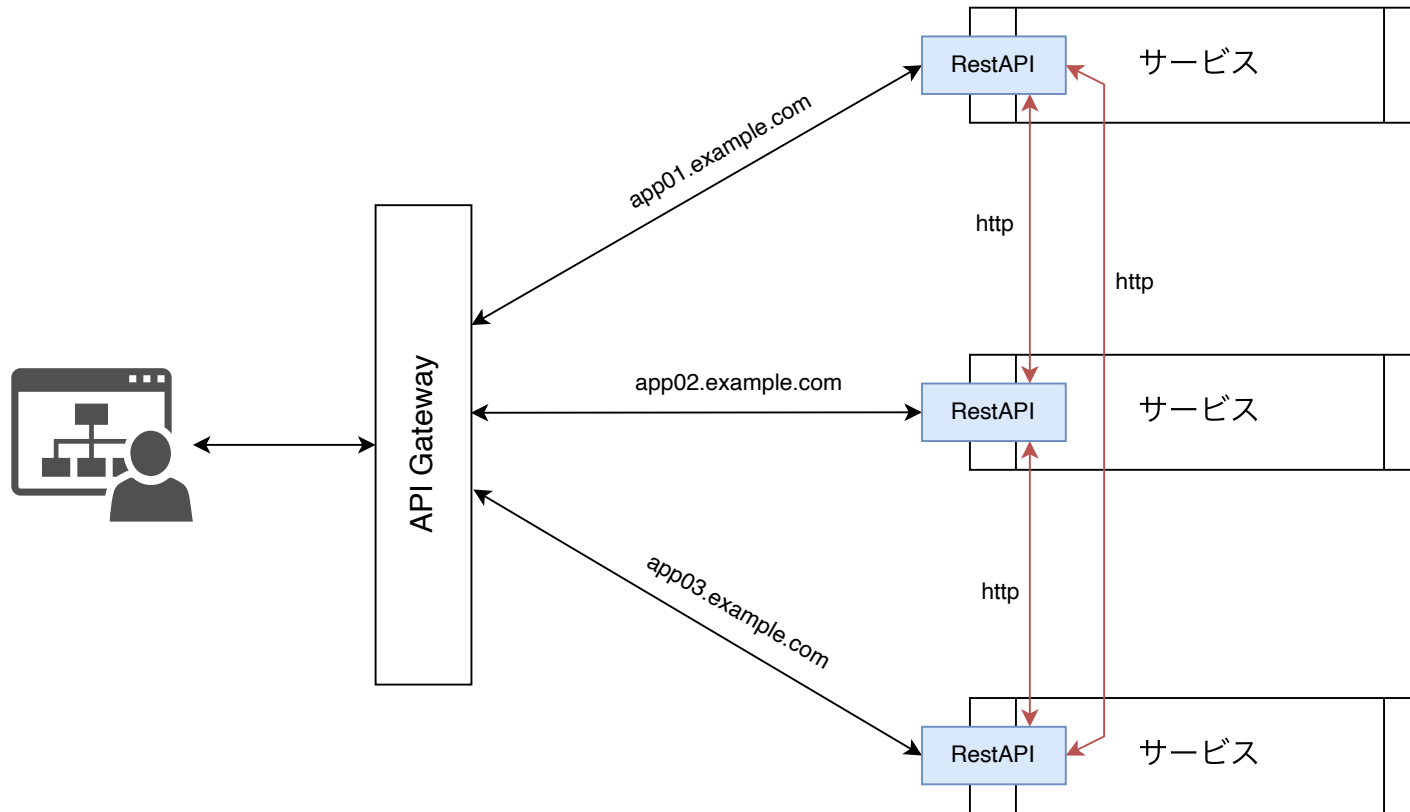 RestAPI
サービス
app01.example.com
http
http
API Gateway
app02.example.com
RestAPI
サービス
app03.example.com
http
RestAPI
サービス